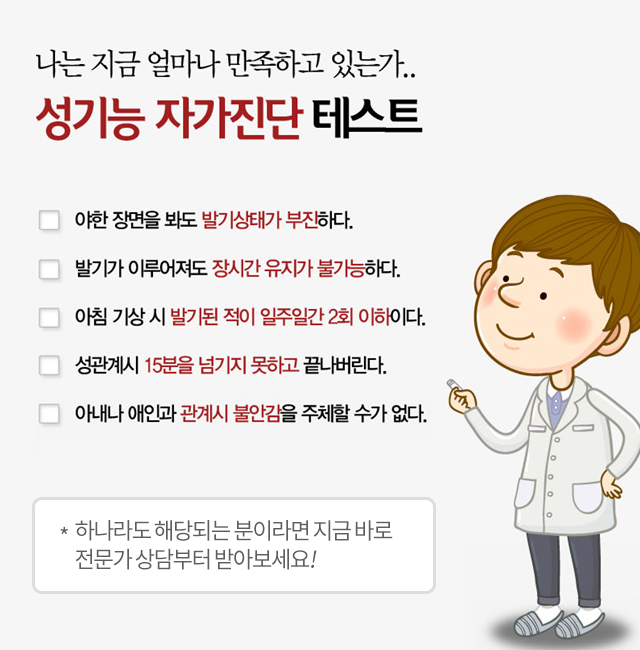 나는 지금 얼마나 만족하고 있는가..
성기능 자가진단 테스트
야한 장면을 봐도 발기상태가 부진하다.
발기가 이루어져도 장시간 유지가 불가능하다.
아침 기상 시 발기된 적이 일주일간 2회 이하이다.
성관계시 15분을 넘기지 못하고 끝나버린다.
아내나 애인과 관계시 불안감을 주체할 수가 없다.
* 하나라도 해당되는 분이라면 지금 바로
전문가 상담부터 받아보세요!